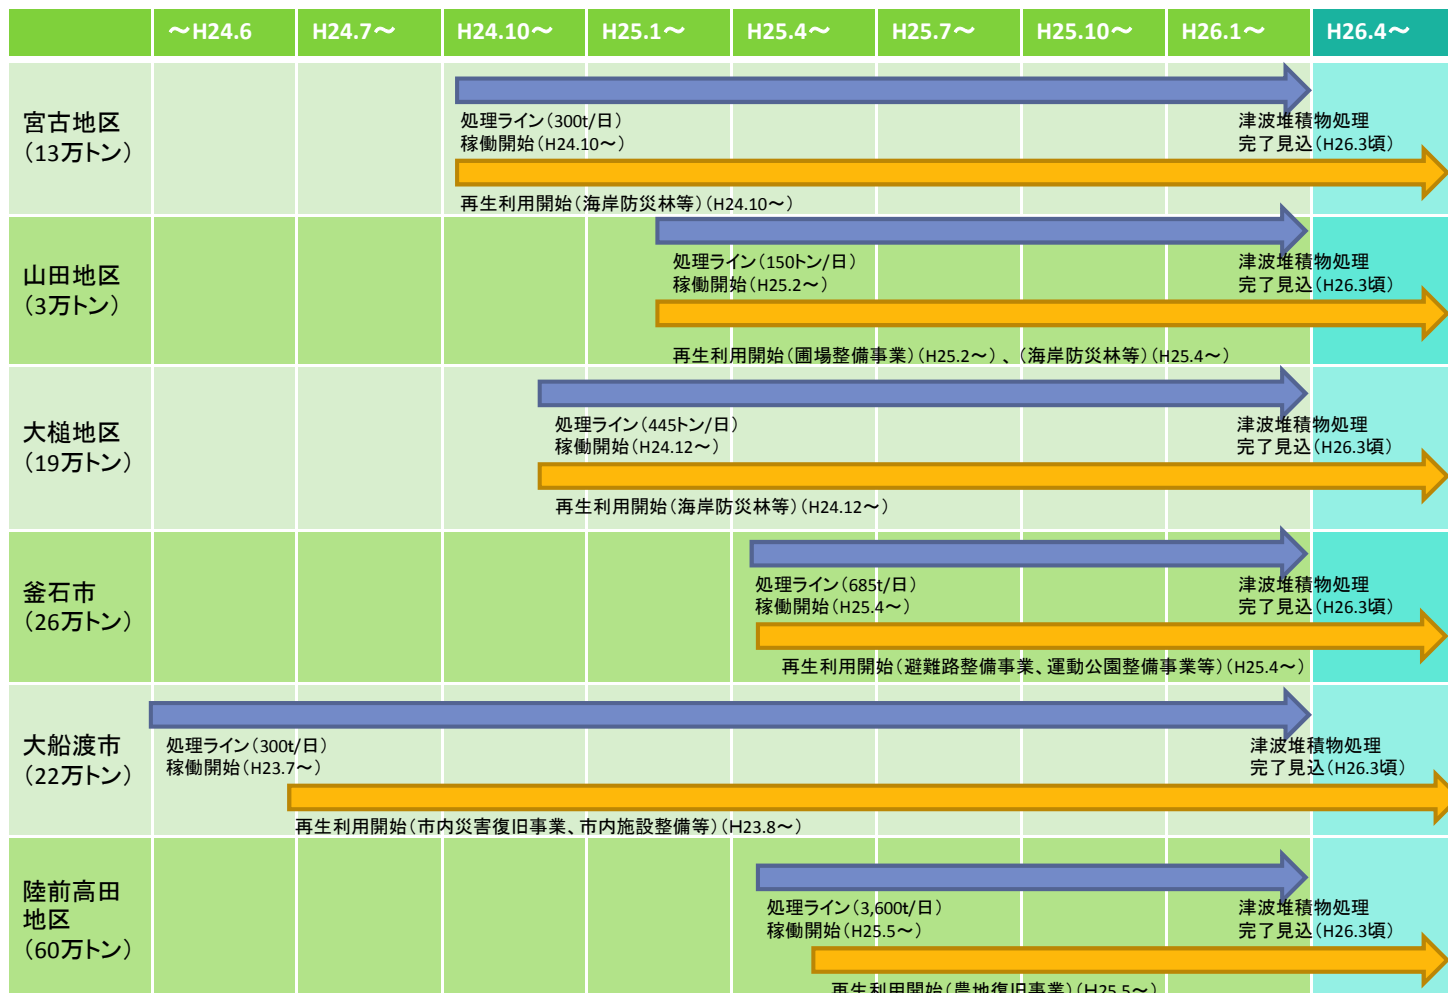 ～H24.6
H24.7～
H24.10～
H25.1～
H25.4～
H25.7～
H25.10～
H26.1～
H26.4～
宮古地区
（13万トン）
処理ライン（300t/日）
稼働開始（H24.10～）
津波堆積物処理
完了見込（H26.3頃）
再生利用開始（海岸防災林等）（H24.10～）
山田地区
（3万トン）
処理ライン（150トン/日）
稼働開始（H25.2～）
津波堆積物処理
完了見込（H26.3頃）
再生利用開始（圃場整備事業）（H25.2～）、（海岸防災林等）（H25.4～）
大槌地区
（19万トン）
処理ライン（445トン/日）
稼働開始（H24.12～）
津波堆積物処理
完了見込（H26.3頃）
再生利用開始（海岸防災林等）（H24.12～）
釜石市
（26万トン）
処理ライン（685t/日）
稼働開始（H25.4～）
津波堆積物処理
完了見込（H26.3頃）
再生利用開始（避難路整備事業、運動公園整備事業等）（H25.4～）
大船渡市
（22万トン）
処理ライン（300t/日）
稼働開始（H23.7～）
津波堆積物処理
完了見込（H26.3頃）
再生利用開始（市内災害復旧事業、市内施設整備等）（H23.8～）
陸前高田
地区
（60万トン）
処理ライン（3,600t/日）
稼働開始（H25.5～）
津波堆積物処理
完了見込（H26.3頃）
再生利用開始（農地復旧事業）（H25.5～）